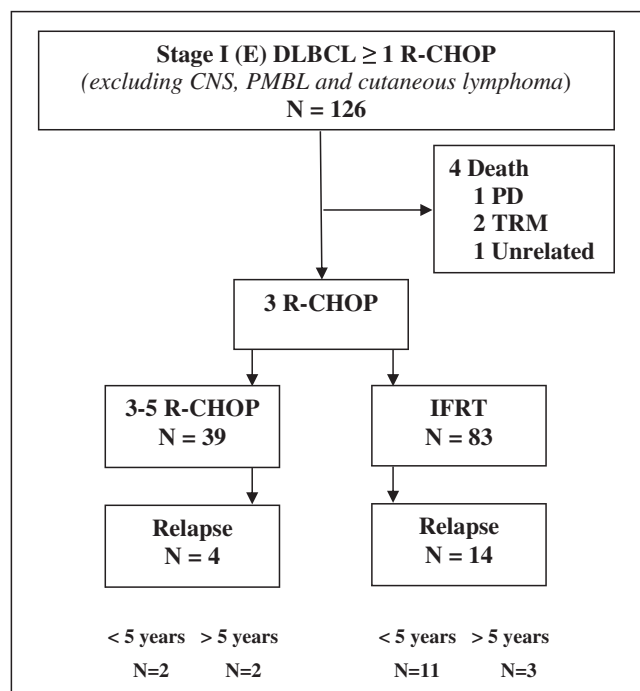 Stage I (E) DLBCL ≥ 1 R-CHOP
(excluding CNS, PMBL and cutaneous lymphoma)
N = 126
4 Death
1 PD
2 TRM
1 Unrelated
3 R-CHOP
3-5 R-CHOP
N = 39
IFRT
N = 83
Relapse
N = 4
Relapse
N = 14
< 5 years > 5 years
N=2 N=2
< 5 years > 5 years
N=11 N=3